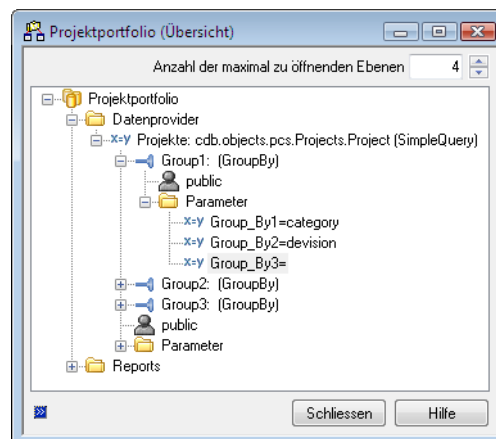 Projektportfolio (Übersicht)
Anzahl der maximal zu öffnenden Ebenen 4
Projektportfolio
Datenprovider
x=y Projekte: cdb.objects.pcs.Projects.Project (SimpleQuery)
Group1: (GroupBy)
public
Parameter
x=y Group_By1=category
x=y Group_By2=devision
x=y Group_By3=
Group2: (GroupBy)
Group3: (GroupBy)
public
Parameter
Reports
Schliessen Hilfe